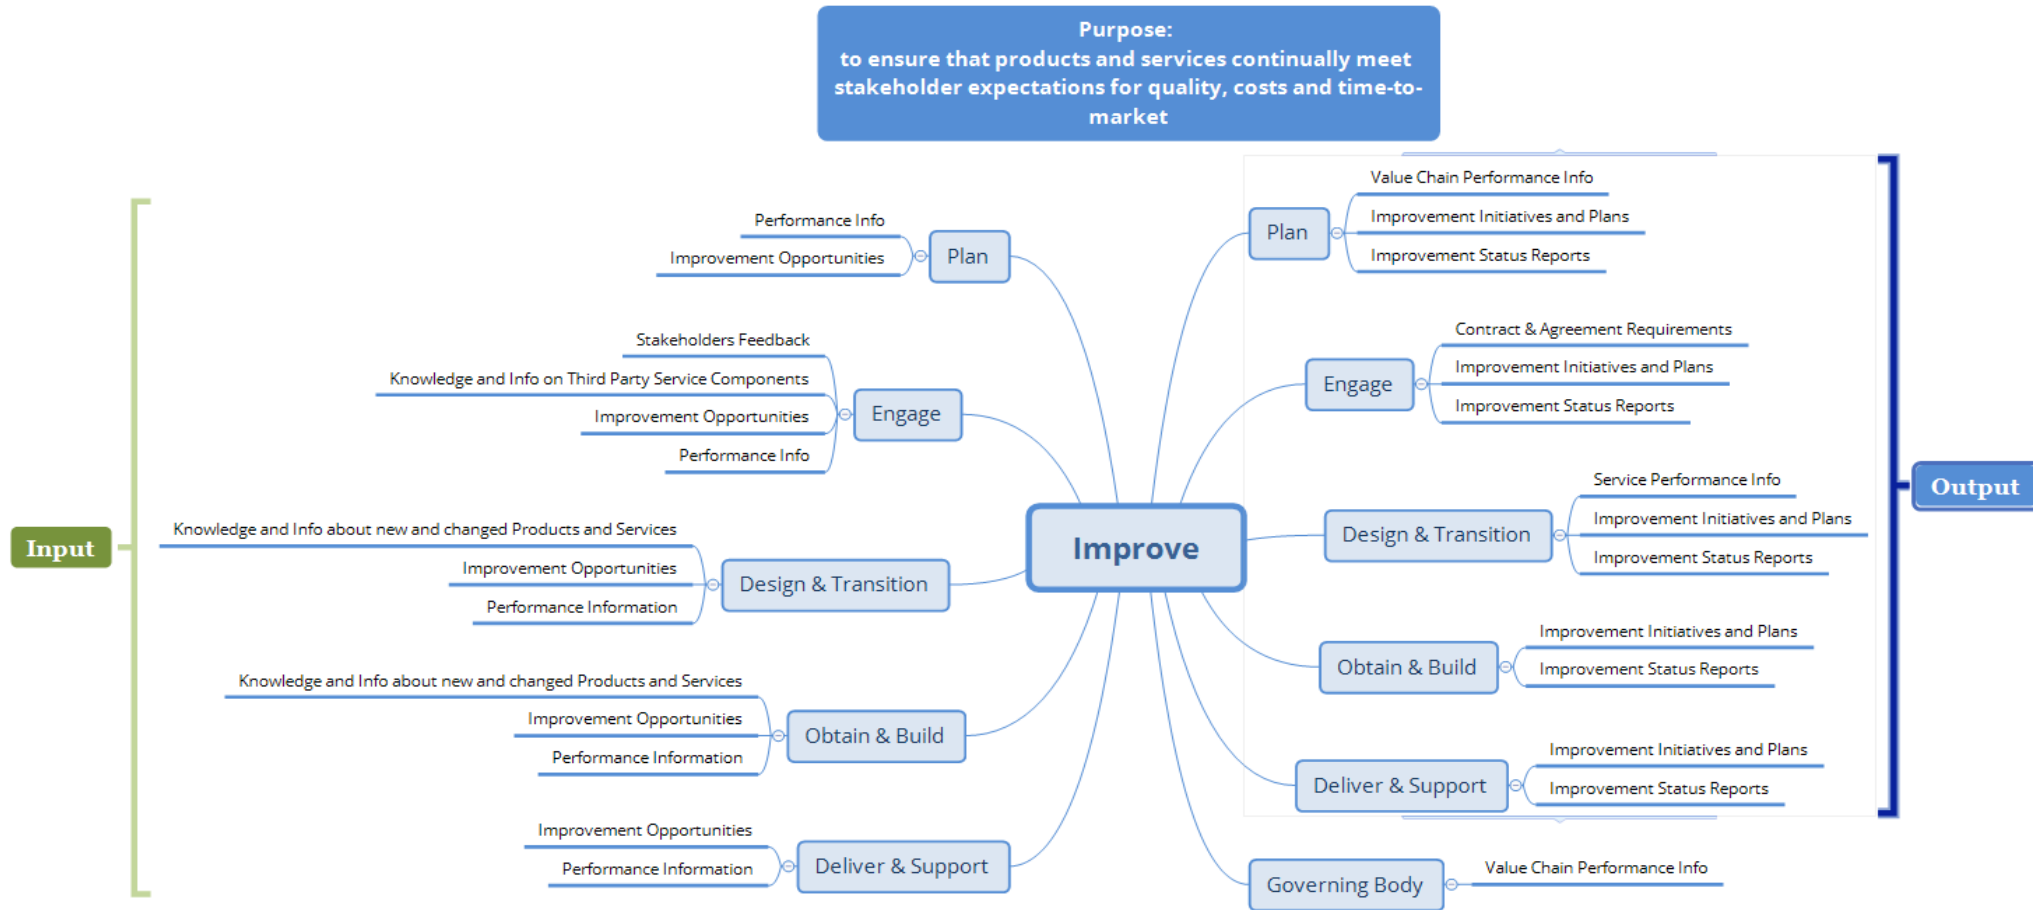 Purpose:
to ensure that products and services continually meet
stakeholder expectations for quality, costs and time-to-
market
Input
Performance Info
Improvement Opportunities
Plan
Stakeholders Feedback
Knowledge and Info on Third Party Service Components
Improvement Opportunities
Performance Info
Engage
Knowledge and Info about new and changed Products and Services
Improvement Opportunities
Performance Information
Design & Transition
Knowledge and Info about new and changed Products and Services
Improvement Opportunities
Performance Information
Obtain & Build
Improvement Opportunities
Performance Information
Deliver & Support
Improve
Plan
Value Chain Performance Info
Improvement Initiatives and Plans
Improvement Status Reports
Engage
Contract & Agreement Requirements
Improvement Initiatives and Plans
Improvement Status Reports
Design & Transition
Service Performance Info
Improvement Initiatives and Plans
Improvement Status Reports
Obtain & Build
Improvement Initiatives and Plans
Improvement Status Reports
Deliver & Support
Improvement Initiatives and Plans
Improvement Status Reports
Governing Body
Value Chain Performance Info
Output